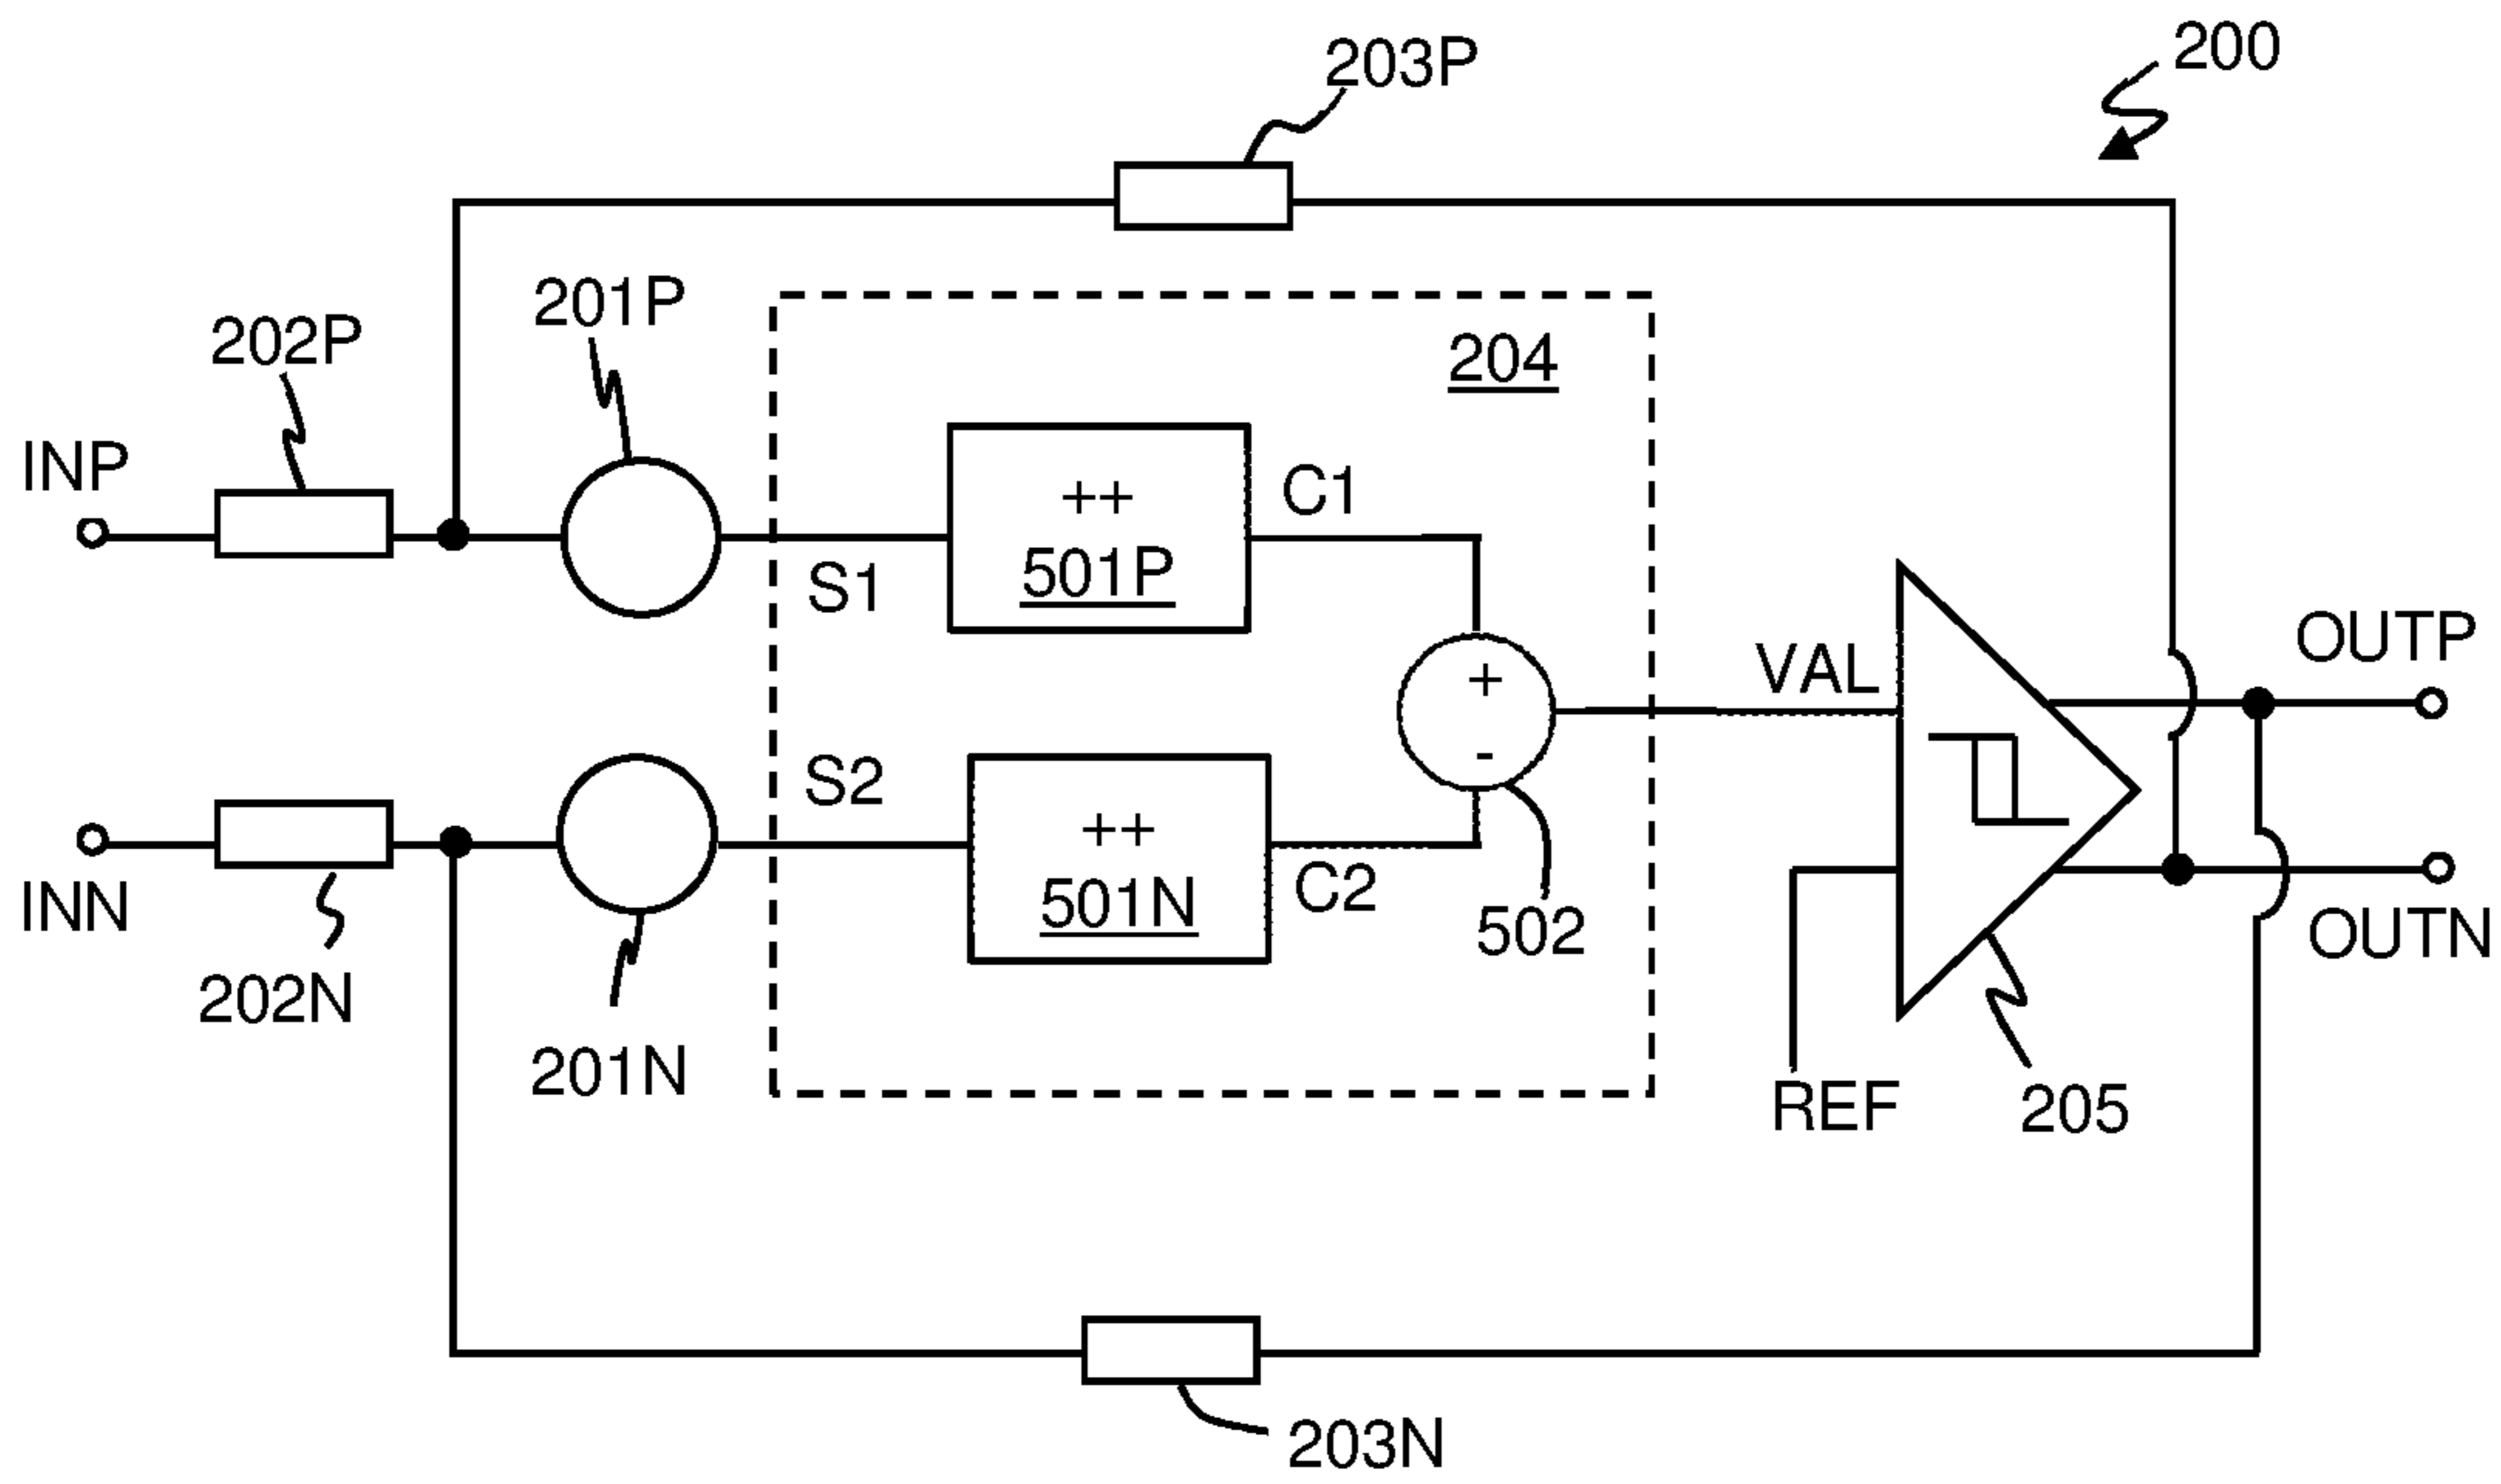 200
203P
201P
202P
204
INP
++
501P
C1
S1
+
VAL
OUTP
S2
-
++
501N
C2
INN
502
OUTN
202N
201N
REF
205
203N